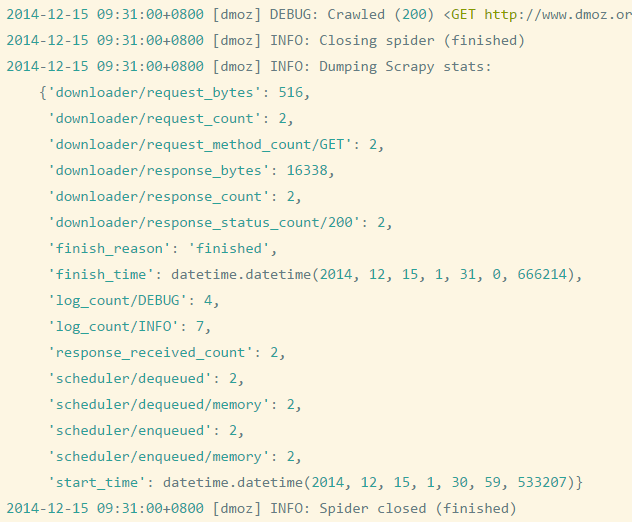 2014-12-15 09:31:00+0800 [dmoz] DEBUG: Crawled (200) <GET http://www.dmoz.or
2014-12-15 09:31:00+0800 [dmoz] INFO: Closing spider (finished)
2014-12-15 09:31:00+0800 [dmoz] INFO: Dumping Scrapy stats:
    {'downloader/request_bytes': 516,
     'downloader/request_count': 2,
     'downloader/request_method_count/GET': 2,
     'downloader/response_bytes': 16338,
     'downloader/response_count': 2,
     'downloader/response_status_count/200': 2,
     'finish_reason': 'finished',
     'finish_time': datetime.datetime(2014, 12, 15, 1, 31, 0, 666214),
     'log_count/DEBUG': 4,
     'log_count/INFO': 7,
     'response_received_count': 2,
     'scheduler/dequeued': 2,
     'scheduler/dequeued/memory': 2,
     'scheduler/enqueued': 2,
     'scheduler/enqueued/memory': 2,
     'start_time': datetime.datetime(2014, 12, 15, 1, 30, 59, 533207)}
2014-12-15 09:31:00+0800 [dmoz] INFO: Spider closed (finished)